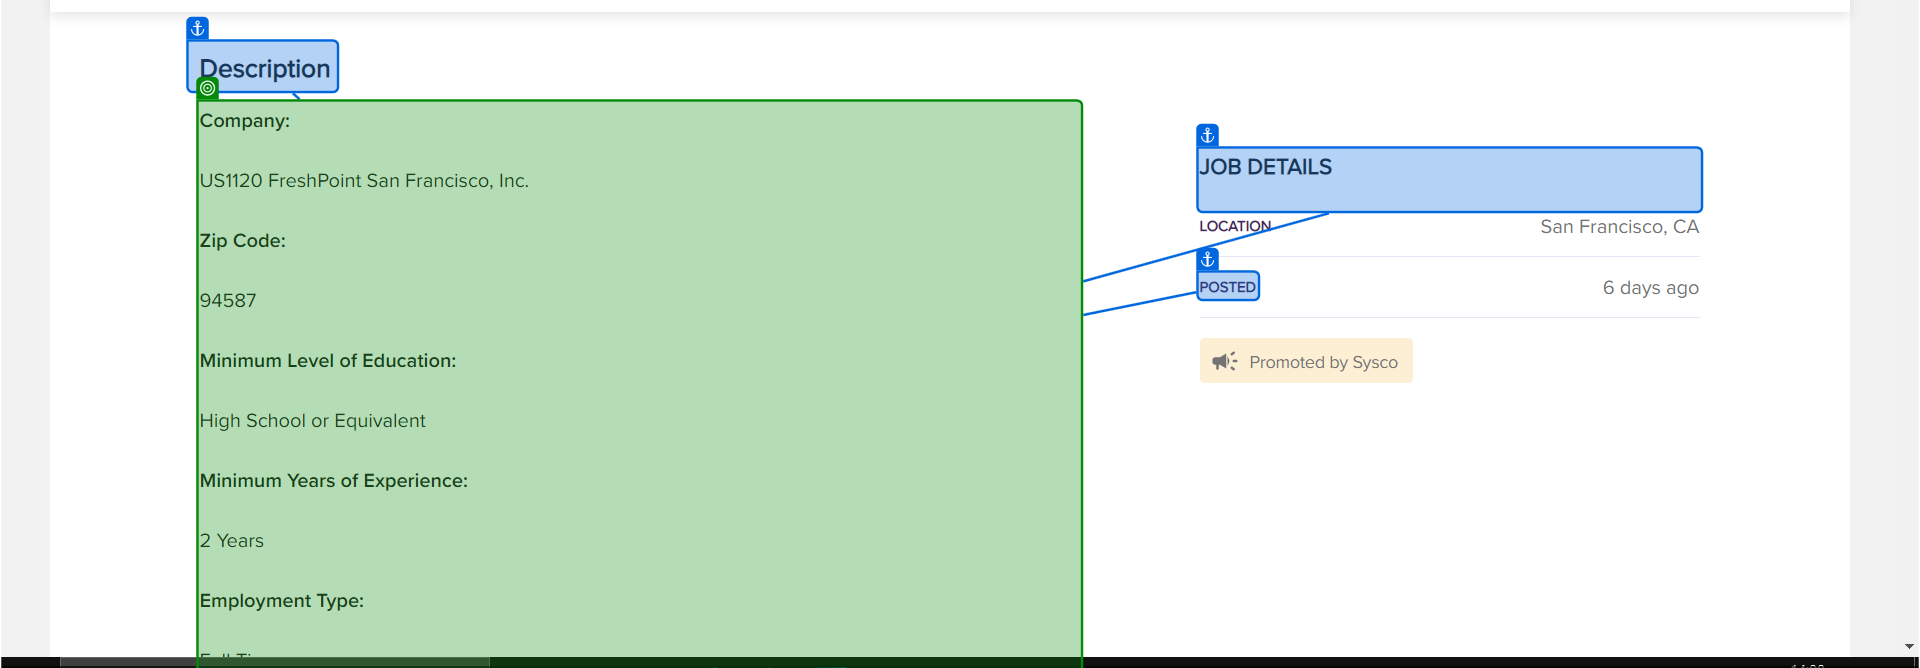 Description
Company:
US1120 FreshPoint San Francisco, Inc.
Zip Code:
94587
Minimum Level of Education:
High School or Equivalent
Minimum Years of Experience:
2 Years
Employment Type:
JOB DETAILS
LOCATION
San Francisco, CA
POSTED
6 days ago
Promoted by Sysco